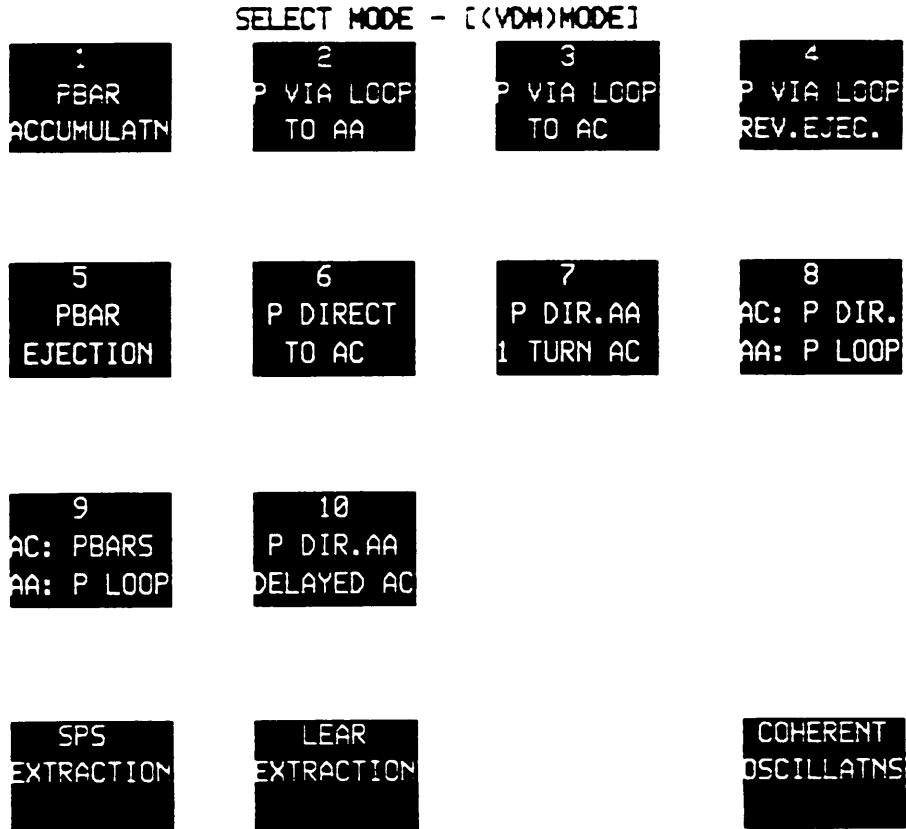 SELECT MODE - [(VDM)MODE]
1
PBAR
ACCUMULATN
2
P VIA LOOP
TO AA
3
P VIA LOOP
TO AC
4
P VIA LOOP
REV.EJEC.
5
PBAR
EJECTION
6
P DIRECT
TO AC
7
P DIR.AA
1 TURN AC
8
AC: P DIR.
AA: P LOOP
9
AC: PBARS
AA: P LOOP
10
P DIR.AA
DELAYED AC
SPS
EXTRACTION
LEAR
EXTRACTION
COHERENT
OSCILLATNS